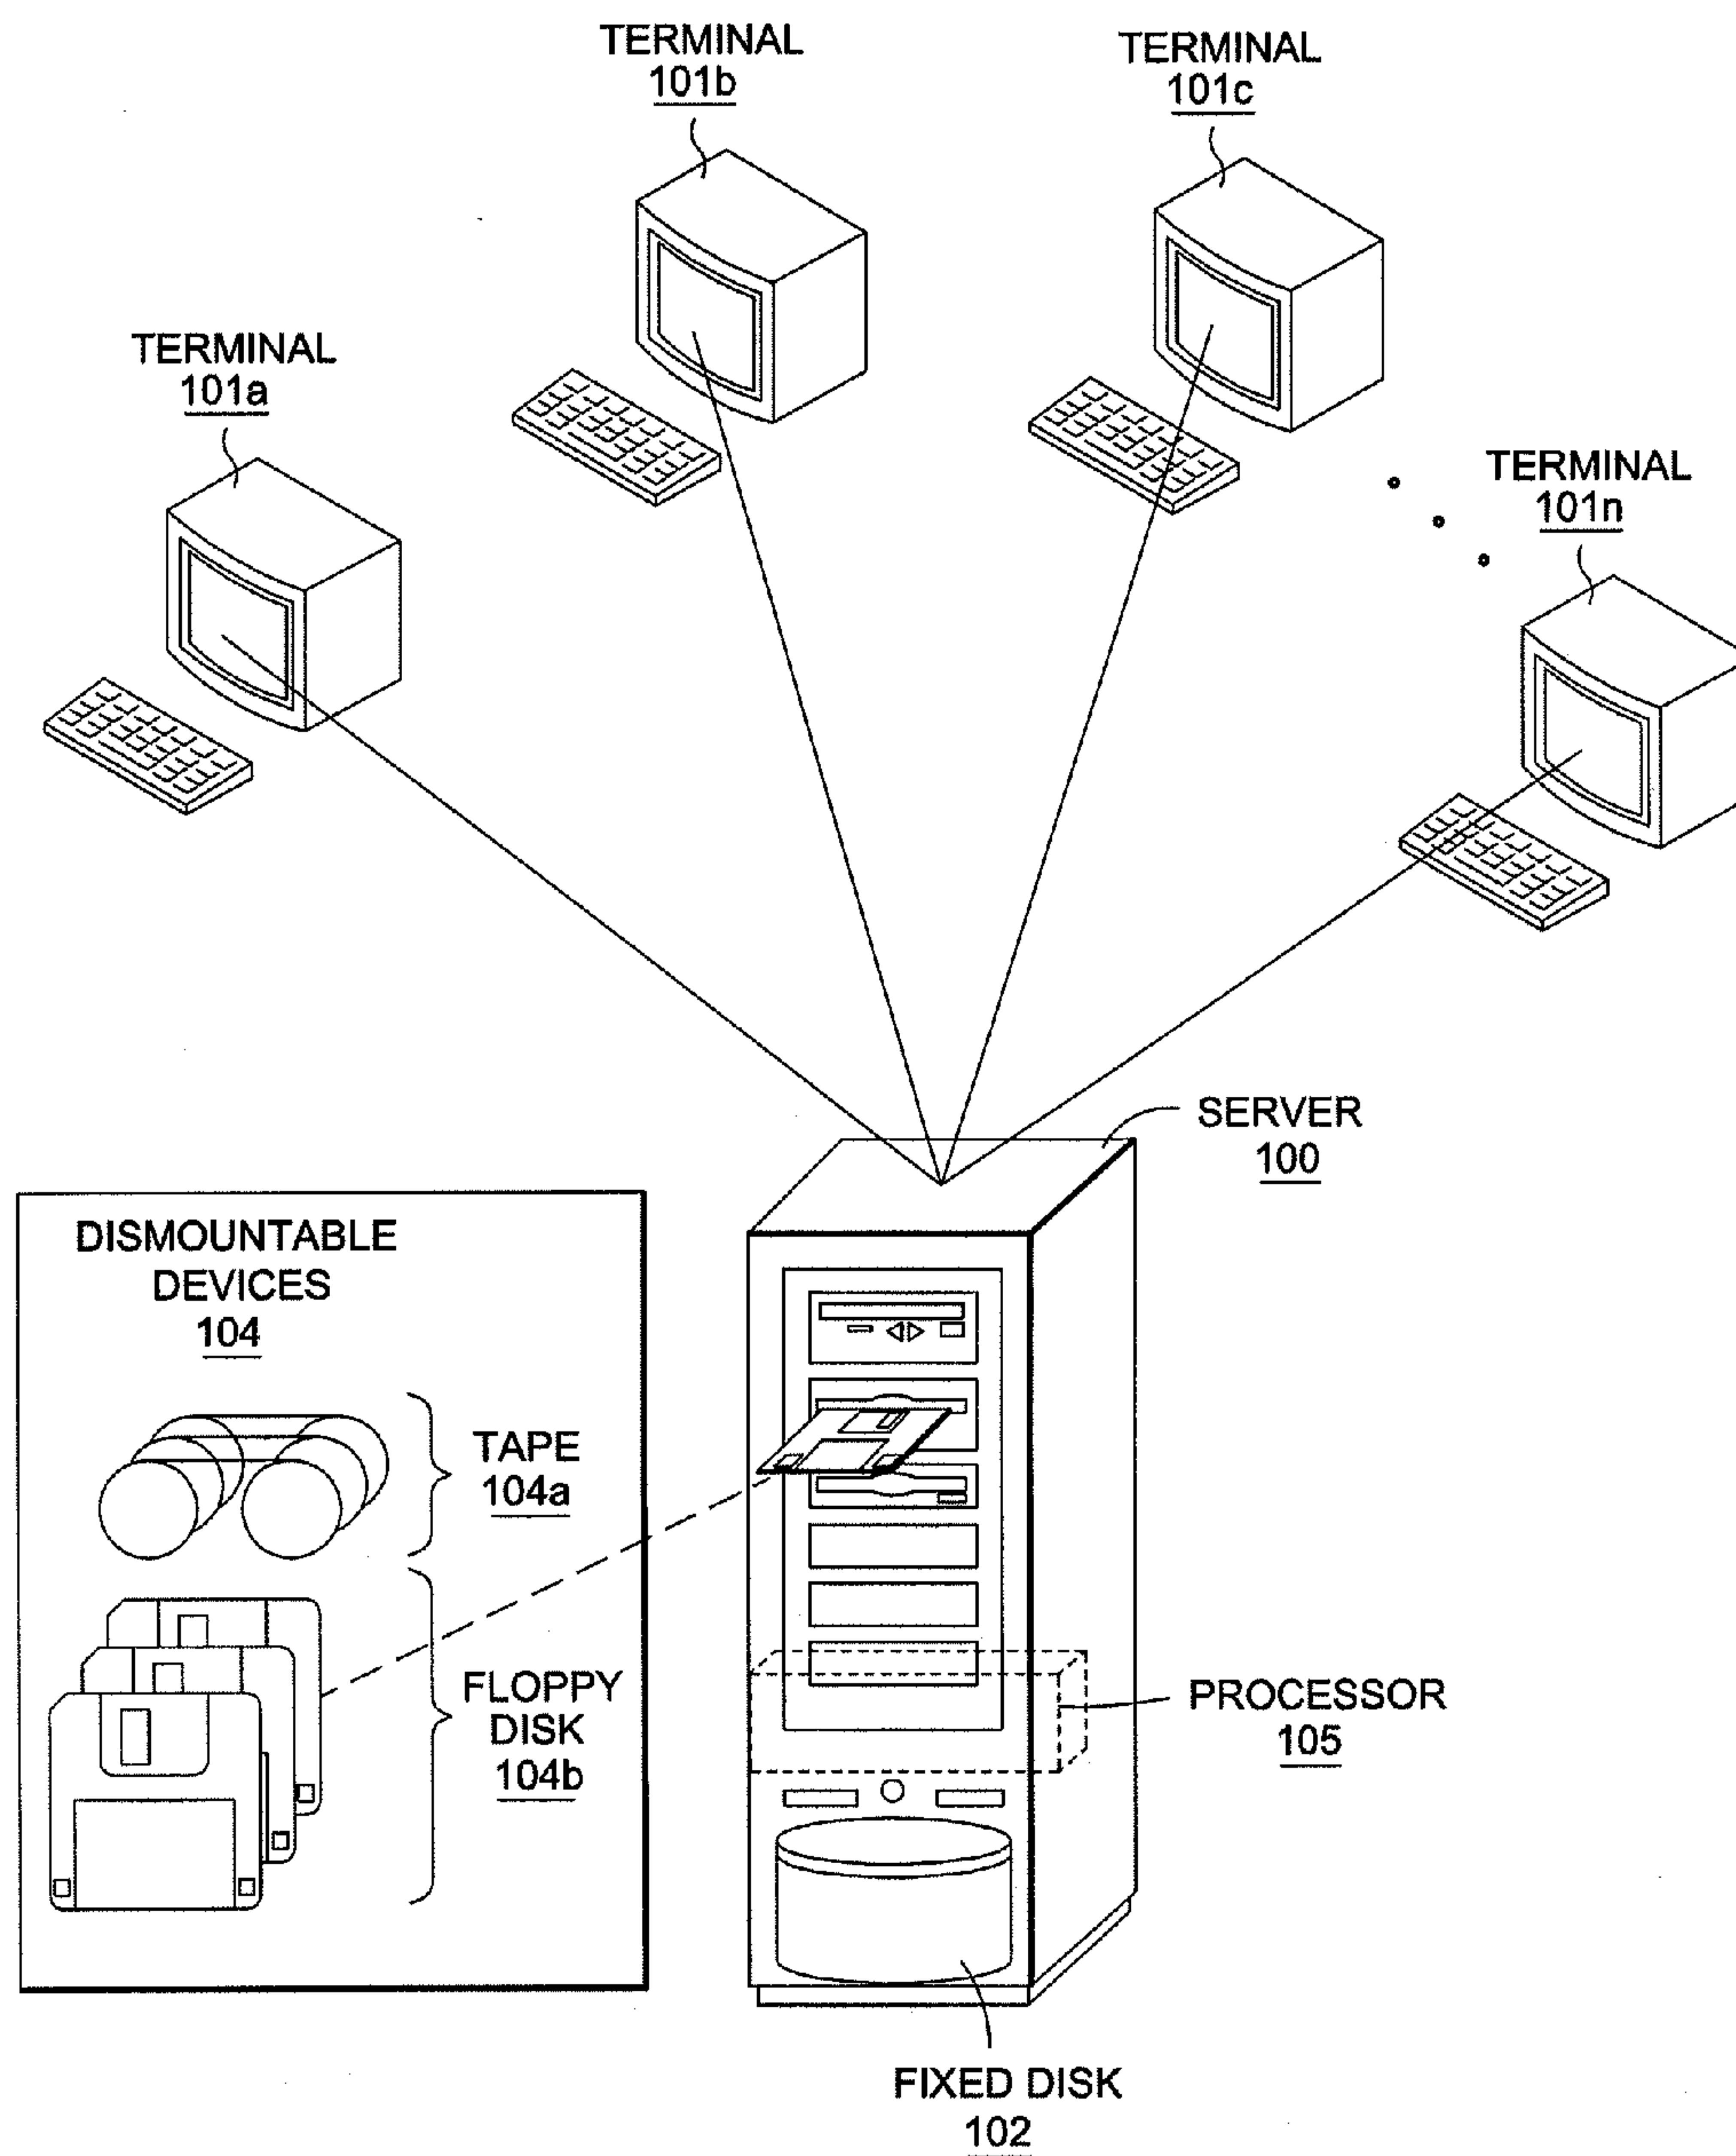 TERMINAL
101b
TERMINAL
101c
TERMINAL
101a
TERMINAL
101n
SERVER
100
DISMOUNTABLE
DEVICES
104
TAPE
104a
FLOPPY
DISK
104b
PROCESSOR
105
FIXED DISK
102